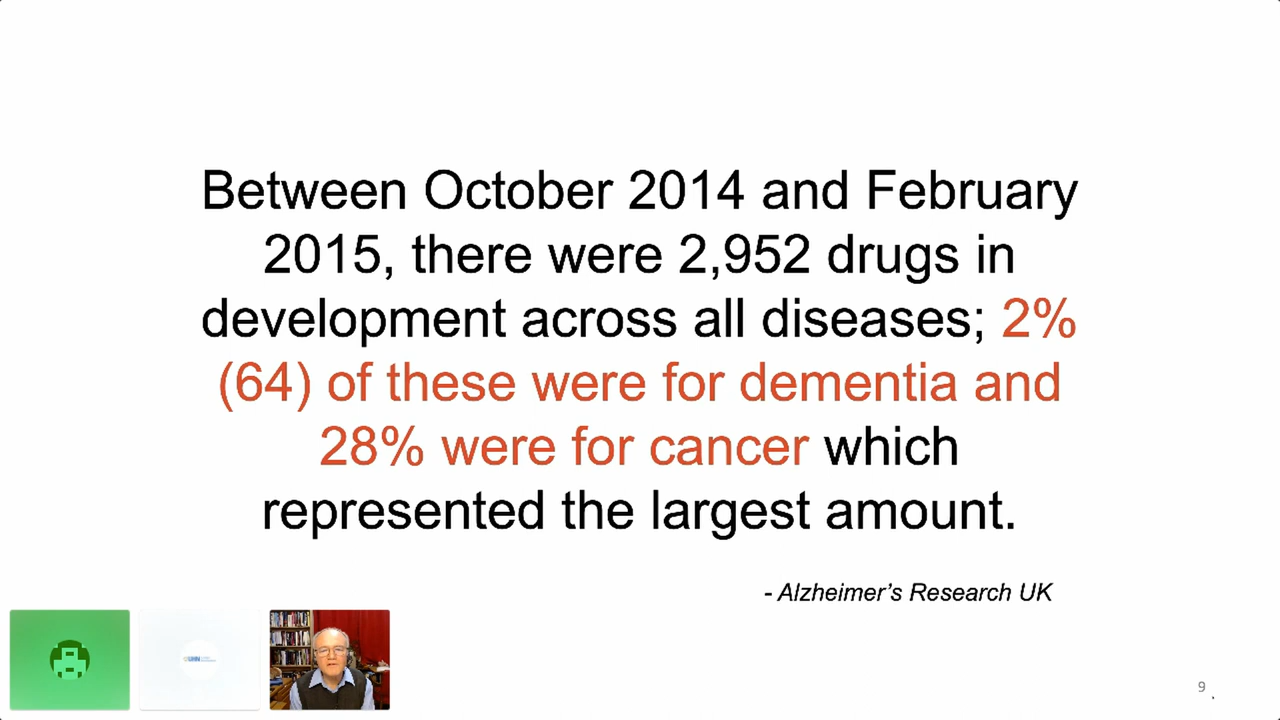 Between October 2014 and February
2015, there were 2,952 drugs in
development across all diseases; 2%
(64) of these were for dementia and
28% were for cancer which
represented the largest amount.
- Alzheimer's Research UK
9